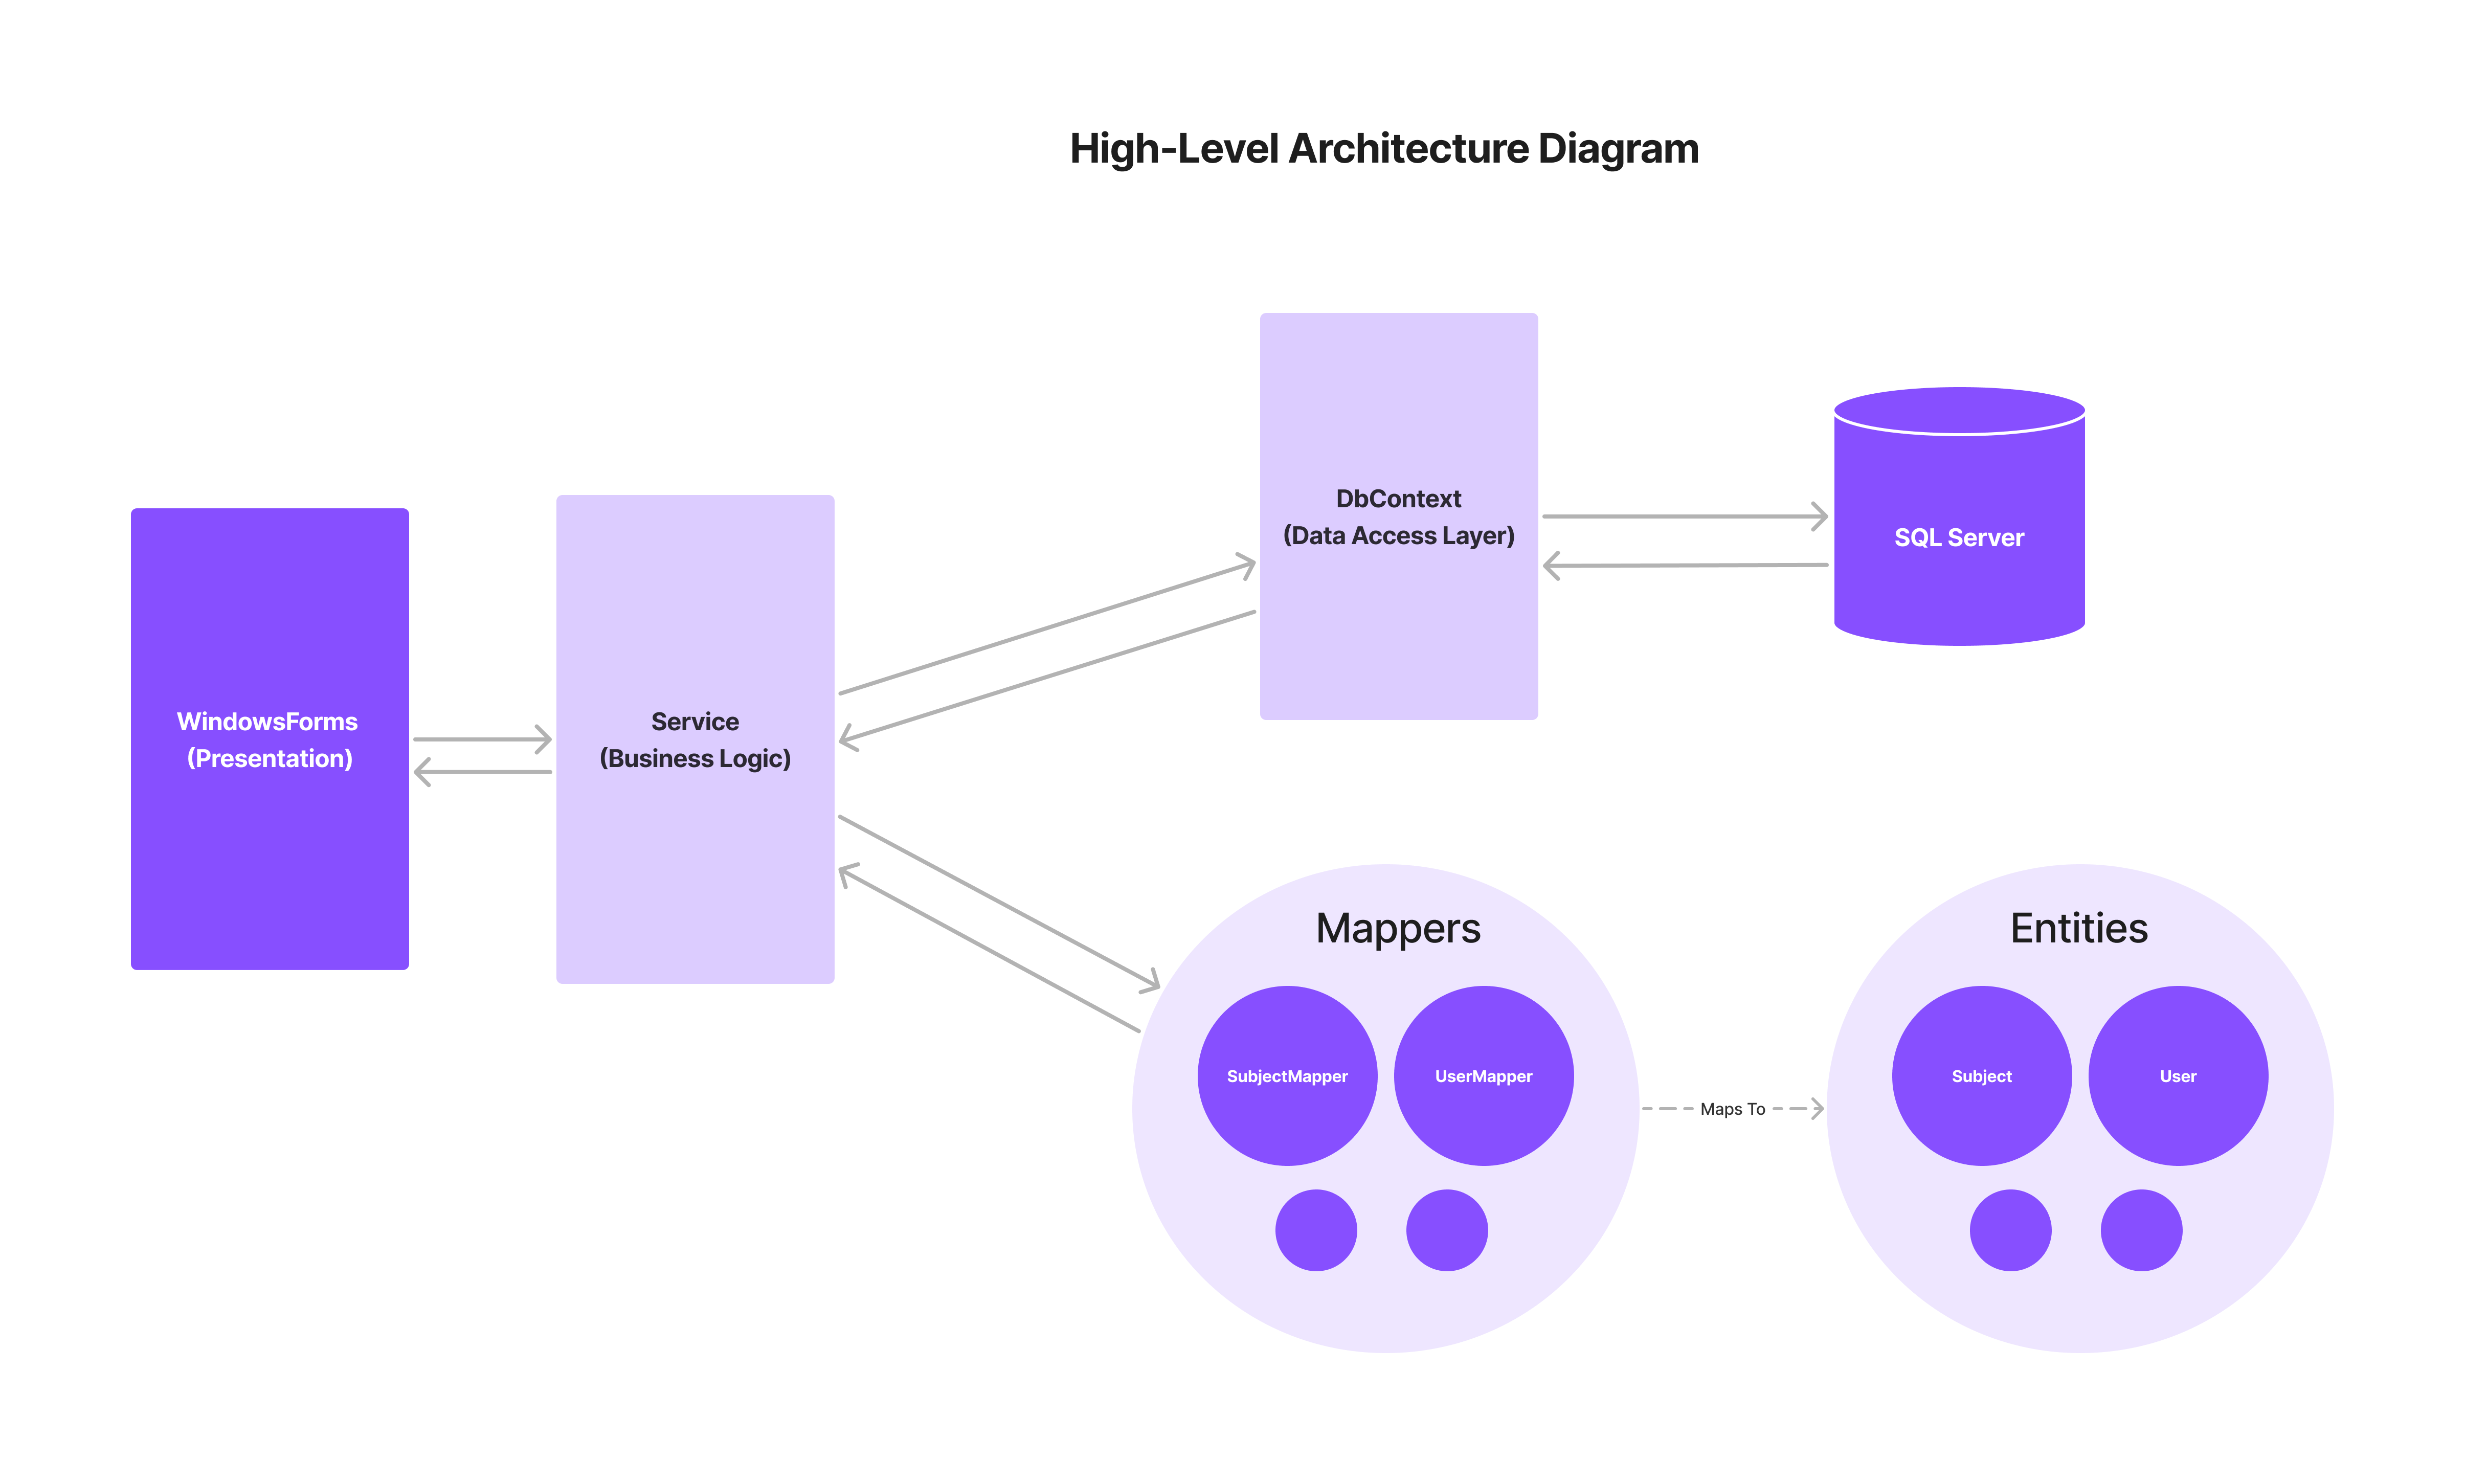 High-Level Architecture Diagram
WindowsForms
(Presentation)
Service
(Business Logic)
DbContext
(Data Access Layer)
SQL Server
Mappers
SubjectMapper
UserMapper
Maps To
Entities
Subject
User